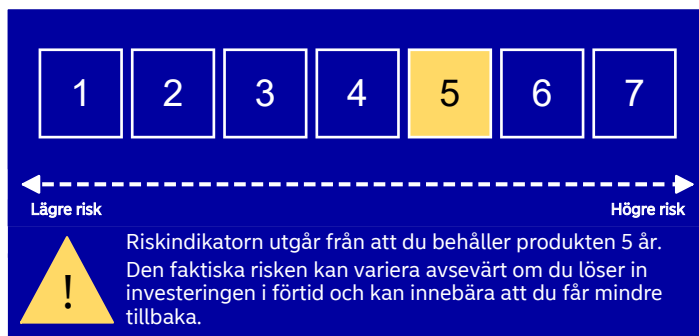 1 2 3 4 5 6 7
Lägre risk Högre risk
Riskindikatorn utgår från att du behåller produkten 5 år.
Den faktiska risken kan variera avsevärt om du löser in
investeringen i förtid och kan innebära att du får mindre
tillbaka.
!